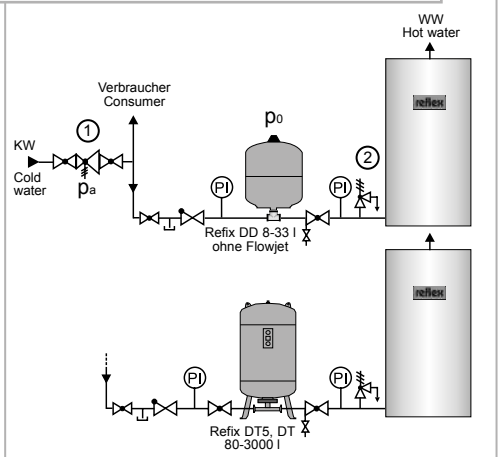 WW
Hot water
Verbraucher
Consumer
p0
reflex
1
2
KW
Cold
water
pa
PI
PI
Refix DD 8-33 l
ohne Flowjet
reflex
PI
PI
Refix DT5, DT
80-3000 l